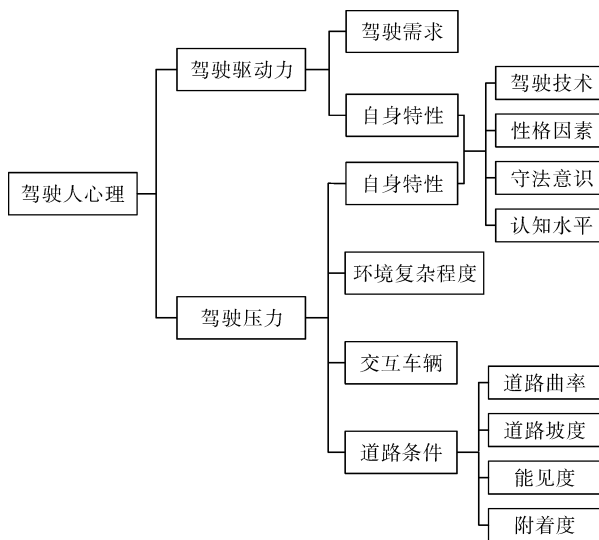 驾驶人心理
驾驶驱动力
驾驶需求
自身特性
驾驶压力
自身特性
驾驶技术
性格因素
守法意识
认知水平
环境复杂程度
交互车辆
道路条件
道路曲率
道路坡度
能见度
附着度